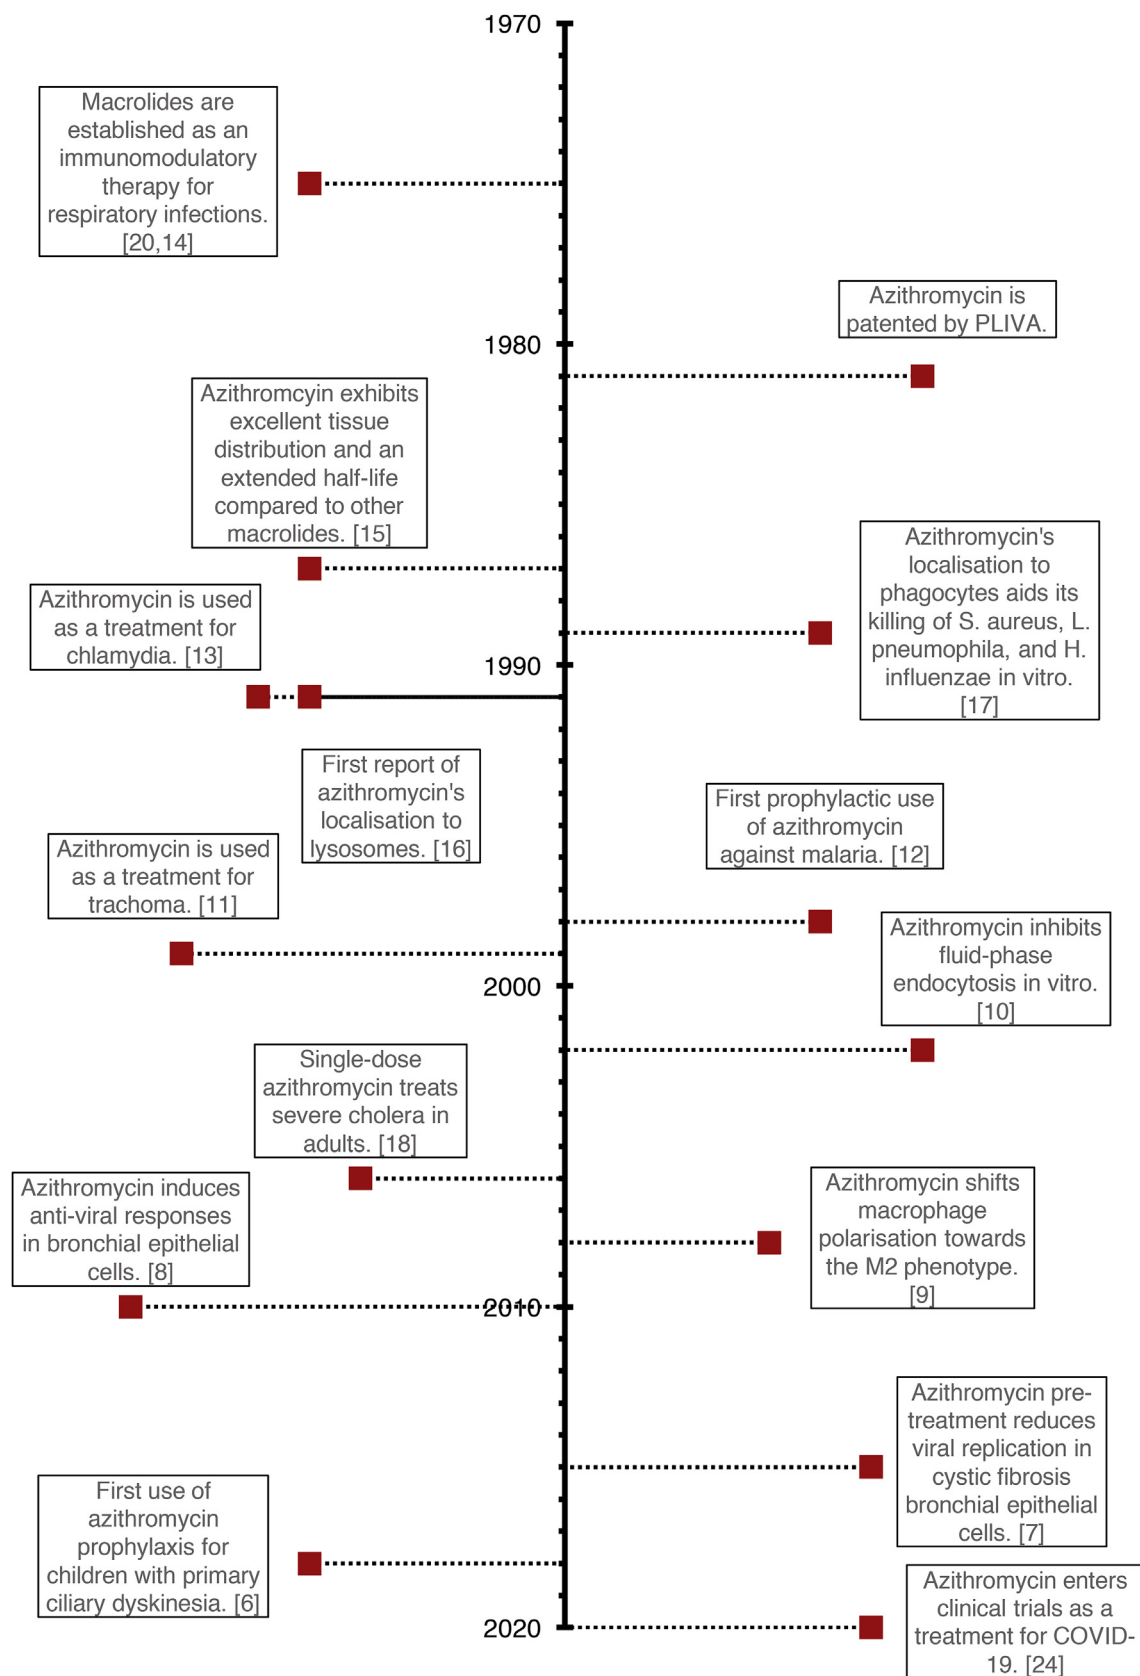 1970
Macrolides are
established as an
immunomodulatory
therapy for
respiratory infections.
[20,14]
Azithromycin is
patented by PLIVA.
1980
Azithromcyin exhibits
excellent tissue
distribution and an
extended half-life
compared to other
macrolides. [15]
Azithromycin's
localisation to
phagocytes aids its
killing of S. aureus, L.
pneumophila, and H.
influenzae in vitro.
[17]
Azithromycin is used
as a treatment for
chlamydia. [13]
1990
First report of
azithromycin's
localisation to
lysosomes. [16]
First prophylactic use
of azithromycin
against malaria. [12]
Azithromycin is used
as a treatment for
trachoma. [11]
Azithromycin inhibits
fluid-phase
endocytosis in vitro.
[10]
2000
Single-dose
azithromycin treats
severe cholera in
adults. [18]
Azithromycin induces
anti-viral responses
in bronchial epithelial
cells. [8]
Azithromycin shifts
macrophage
polarisation towards
the M2 phenotype.
[9]
2010
Azithromycin pre-
treatment reduces
viral replication in
cystic fibrosis
bronchial epithelial
cells. [7]
First use of
azithromycin
prophylaxis for
children with primary
ciliary dyskinesia. [6]
Azithromycin enters
clinical trials as a
treatment for COVID-
19. [24]
2020